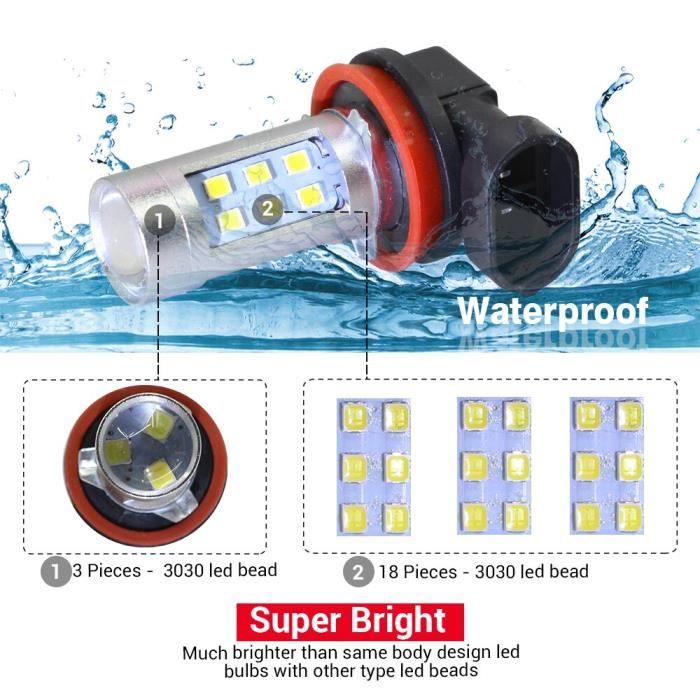 1
2
Waterproof
1 3 Pieces - 3030 led bead
2 18 Pieces - 3030 led bead
Super Bright
Much brighter than same body design led
bulbs with other type led beads